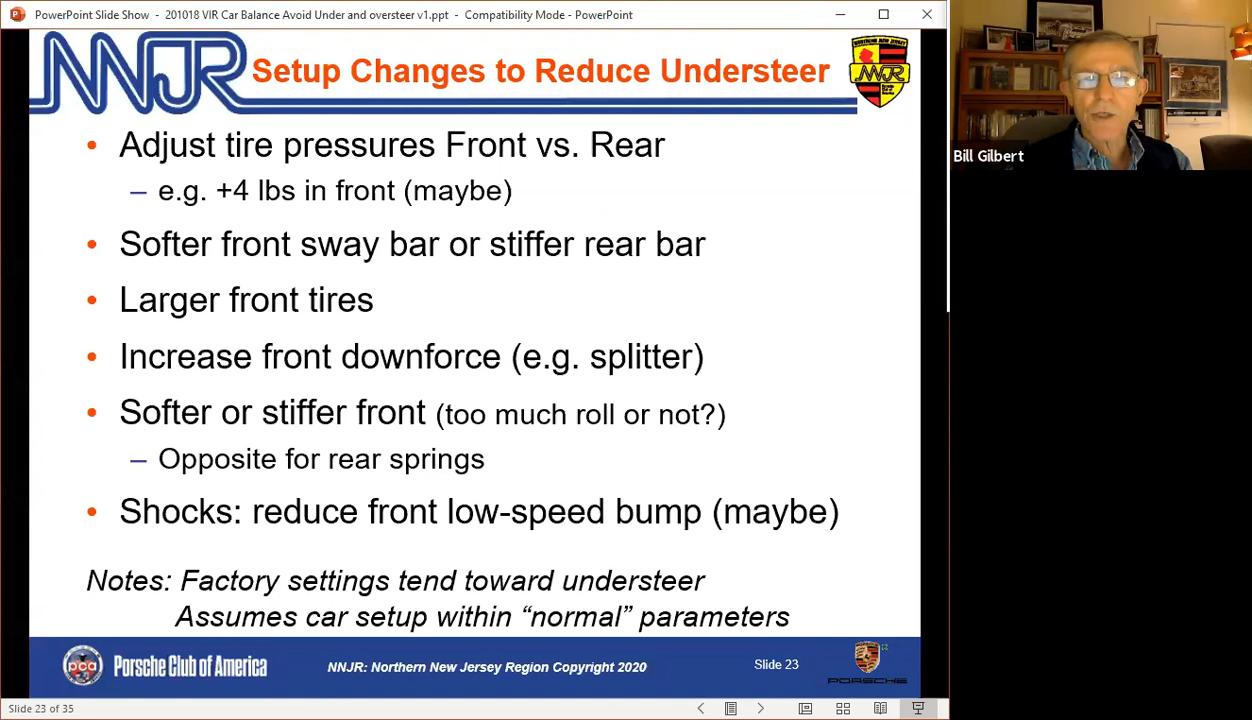 PowerPoint Slide Show - 201018 VIR Car Balance Avoid Under and oversteer v1.ppt - Compatibility Mode - PowerPoint
NNJR
Setup Changes to Reduce Understeer
NNJR
• Adjust tire pressures Front vs. Rear
– e.g. +4 lbs in front (maybe)
• Softer front sway bar or stiffer rear bar
• Larger front tires
• Increase front downforce (e.g. splitter)
• Softer or stiffer front (too much roll or not?)
– Opposite for rear springs
• Shocks: reduce front low-speed bump (maybe)
Notes: Factory settings tend toward understeer
Assumes car setup within “normal” parameters
pca
Porsche Club of America
NNJR: Northern New Jersey Region Copyright 2020
Slide 23
PORSCHE
Slide 23 of 35
Bill Gilbert